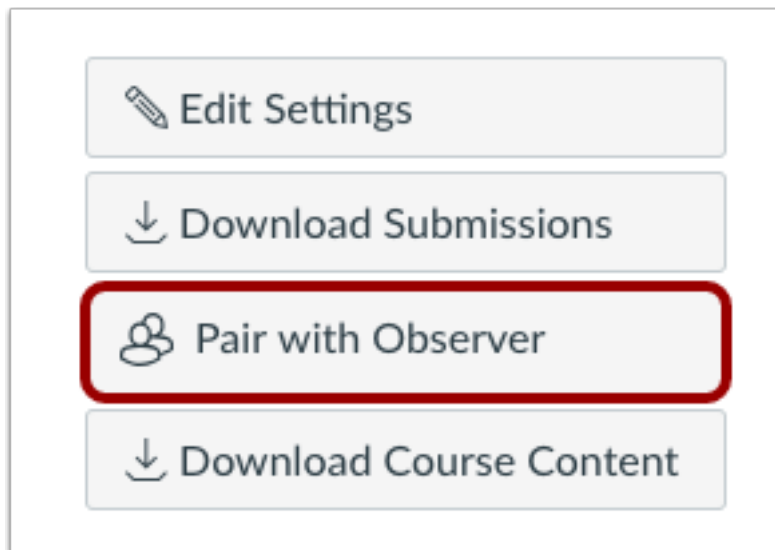 Edit Settings
Download Submissions
Pair with Observer
Download Course Content